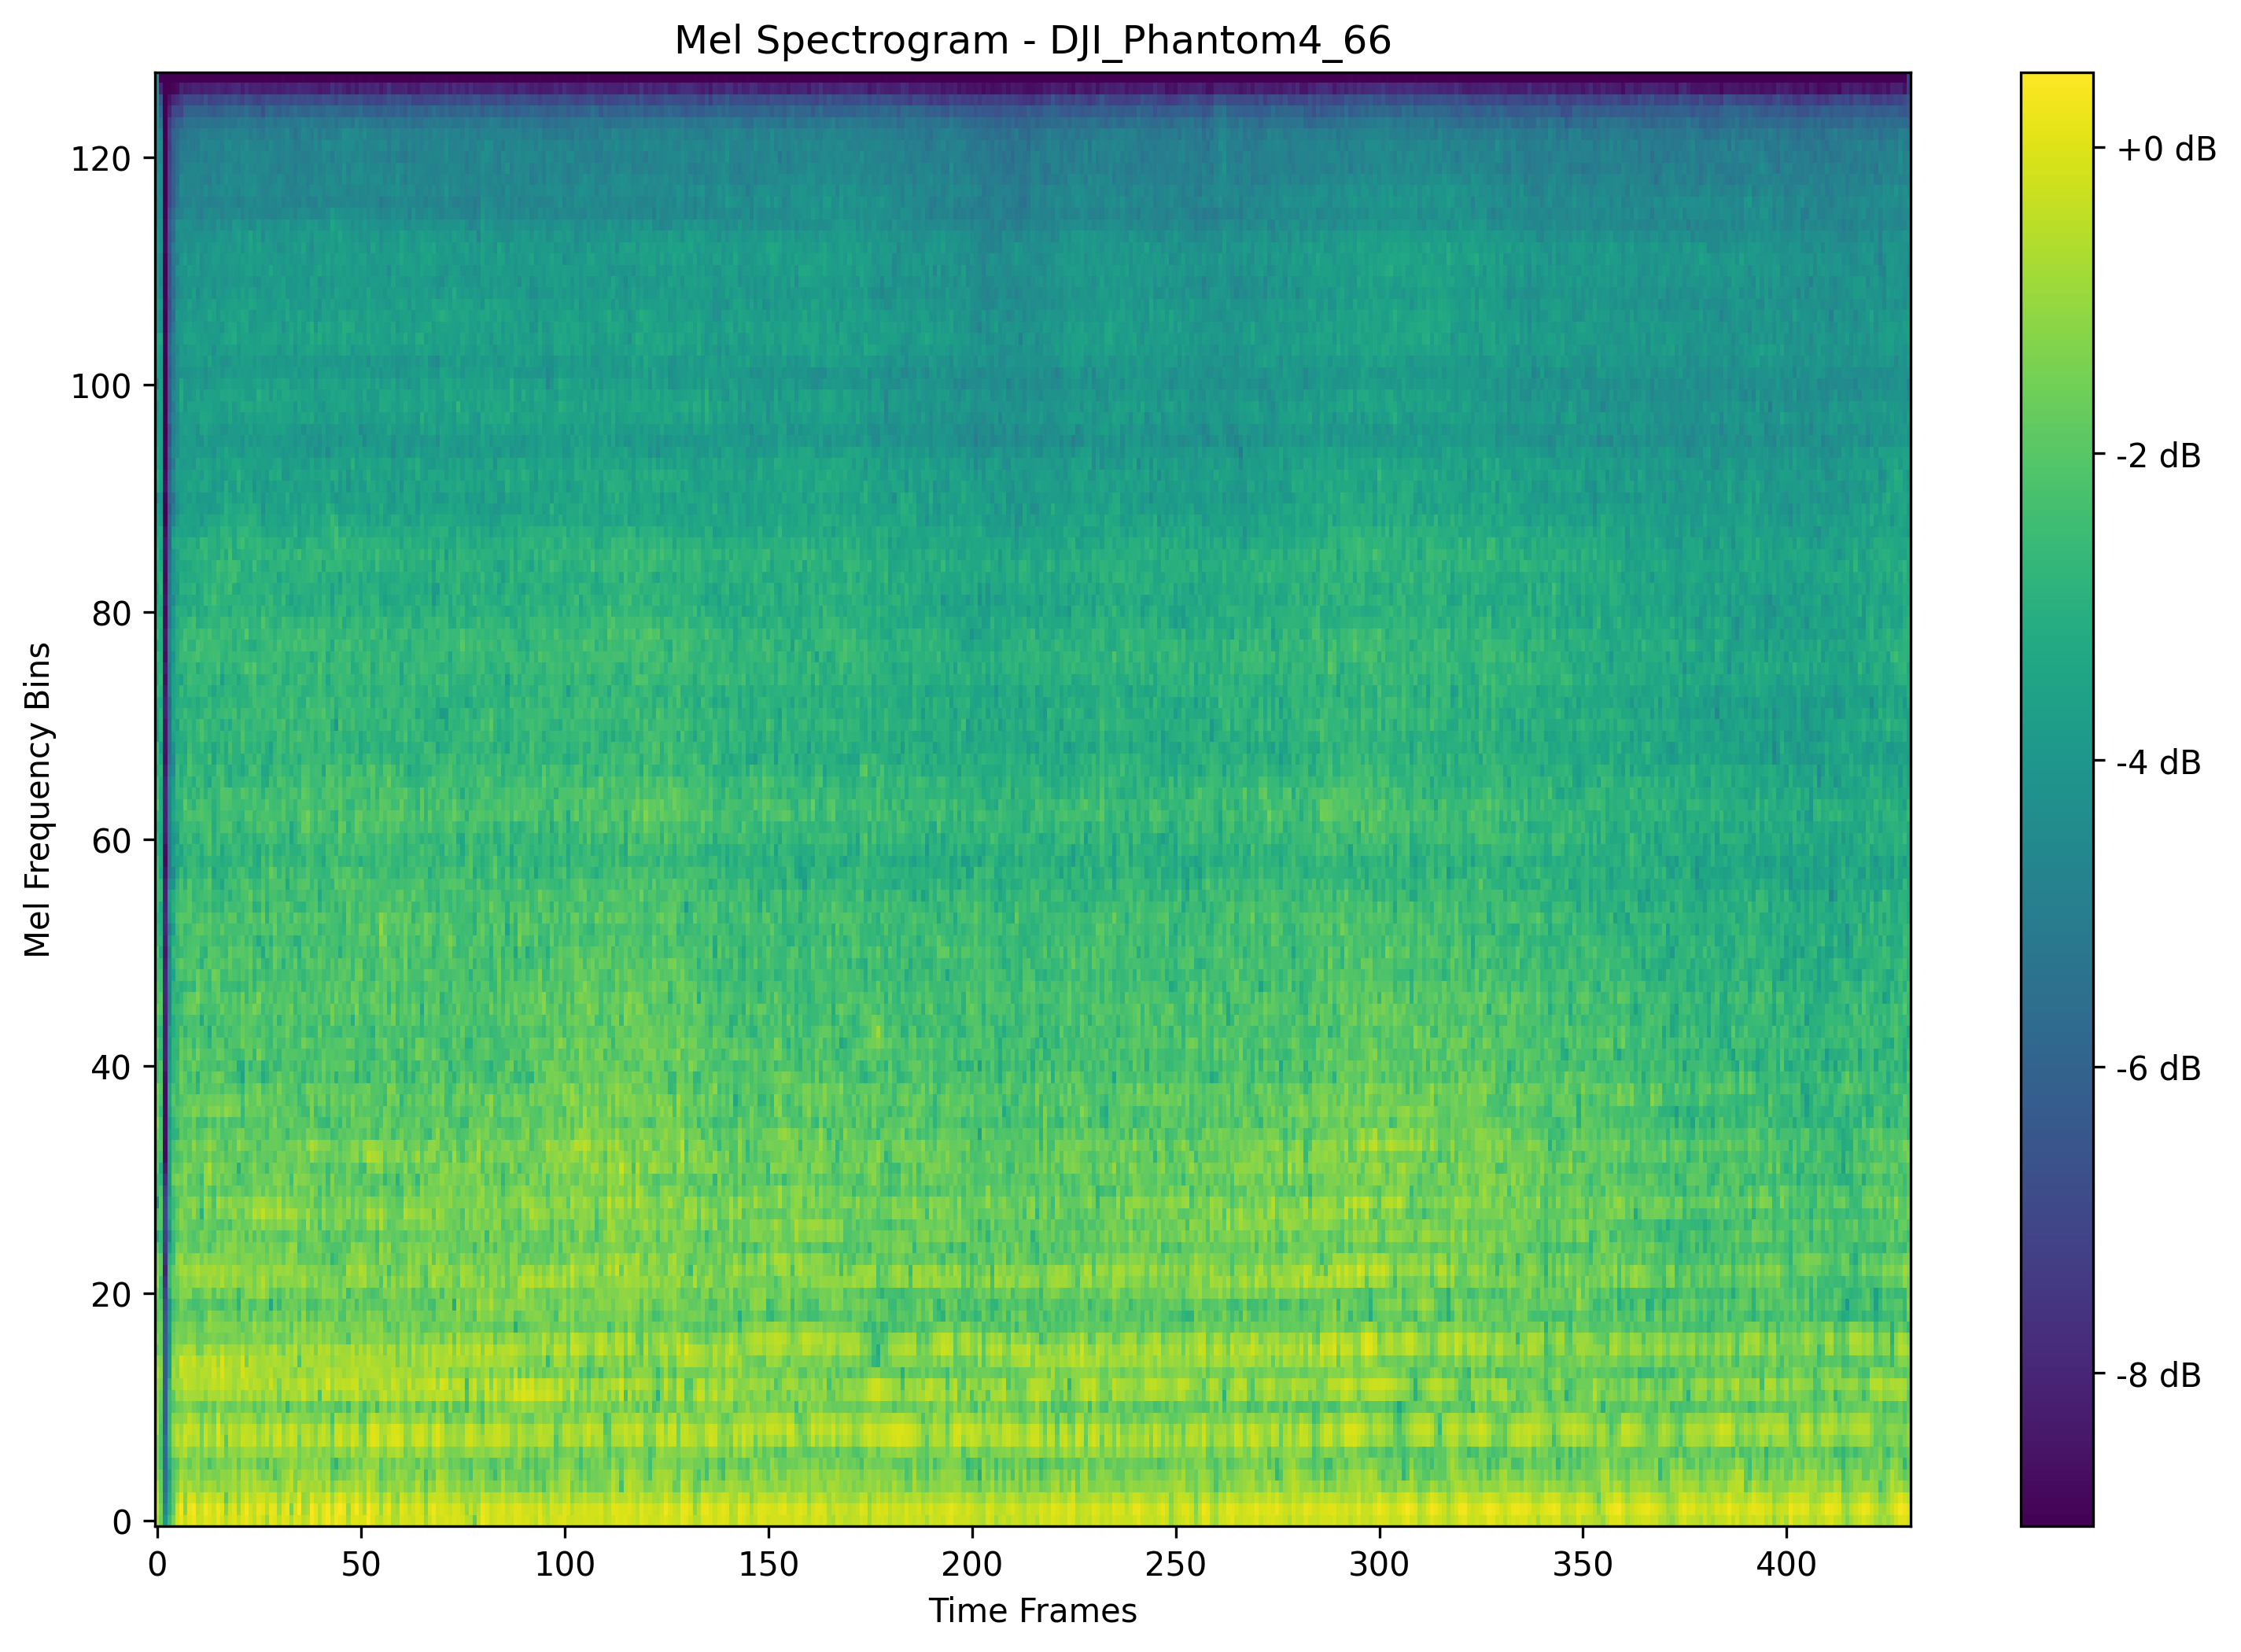 Mel Spectrogram - DJI_Phantom4_66
Mel Frequency Bins
120
100
80
60
40
20
0
0 50 100 150 200 250 300 350 400
Time Frames
+0 dB
-2 dB
-4 dB
-6 dB
-8 dB